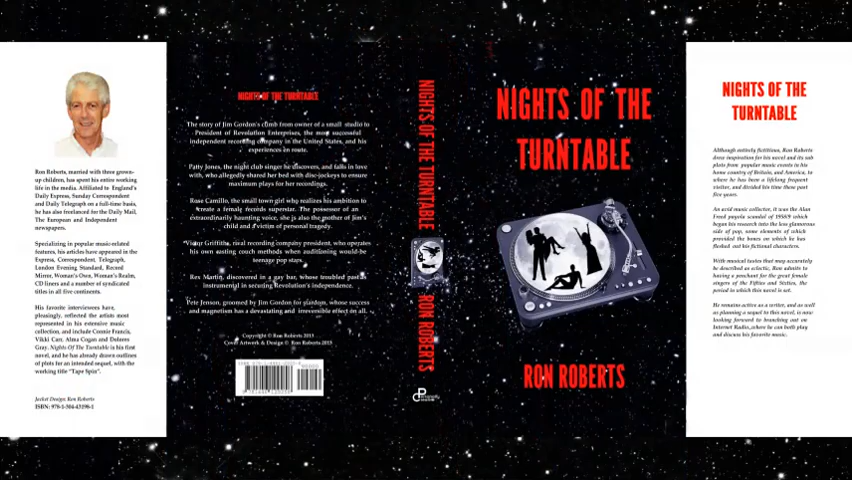 Ron Roberts, married with three grown-
up children, has spent his entire working
life in the media. Affiliated to England's
Daily Express, Sunday Correspondent
and Daily Telegraph on a full-time basis,
he has also freelanced for the Daily Mail,
The European and Independent
newspapers.
Specializing in popular music-related
features, his articles have appeared in the
Express, Correspondent, Telegraph,
London Evening Standard, Record
Mirror, Woman's Own, Woman's Realm,
CD liners and a number of syndicated
titles in all five continents.
His favorite interviewees have,
pleasingly, reflected the artists most
represented in his extensive music
collection, and include Connie Francis,
Vikki Carr, Alma Cogan and Dolores
Gray. Nights Of The Turntable is his first
novel, and he has already drawn outlines
of plots for an intended sequel, with the
working title "Tape Spin".
Jacket Design: Ron Roberts
NIGHTS OF THE TURNTABLE
The story of Jim Gordon's climb from owner of a small studio to
President of Revolution Enterprises, the most successful
independent recording company in the United States, and his
experiences en route.
Patty Jones, the night club singer he discovers, and falls in love
with, who allegedly shared her bed with disc-jockeys to ensure
maximum plays for her recordings.
Rose Camillo, the small town girl who realizes his ambition to
create a female records superstar. The possessor of an
extraordinarily haunting voice, she is also the mother of Jim's
child and victim of personal tragedy.
Victor Griffiths, rival recording company president, who operates
his own casting couch methods when auditioning would-be
teenage pop stars.
Rex Martin, discovered in a gay bar, whose troubled past is
instrumental in securing Revolution's independence.
Pete Jenson, groomed by Jim Gordon for stardom, whose success
and magnetism has a devastating and irreversible effect on all.
Copyright © Ron Roberts 2015
Cover Artwork & Design © Ron Roberts 2015
NIGHTS OF THE TURNTABLE
RON ROBERTS
NIGHTS OF THE
TURNTABLE
RON ROBERTS
NIGHTS OF THE
TURNTABLE
Although entirely fictitious, Ron Roberts
drew inspiration for his novel and its sub
plots from popular music events in his
home country of Britain, and America, to
where he has been a lifelong frequent
visitor, and divided his time these past
five years.
An avid music collector, it was the Alan
Freed payola scandal of 1958/9 which
began his research into the less glamorous
side of pop, some elements of which
provided the bones on which he has
fleshed out his fictional characters.
With musical tastes that may accurately
be described as eclectic, Ron admits to
having a penchant for the great female
singers of the Fifties and Sixties, the
period in which this novel is set.
He remains active as a writer, and as well
as planning a sequel to this novel, is now
looking forward to branching out on
Internet Radio, where he can both play
and discuss his favorite music.